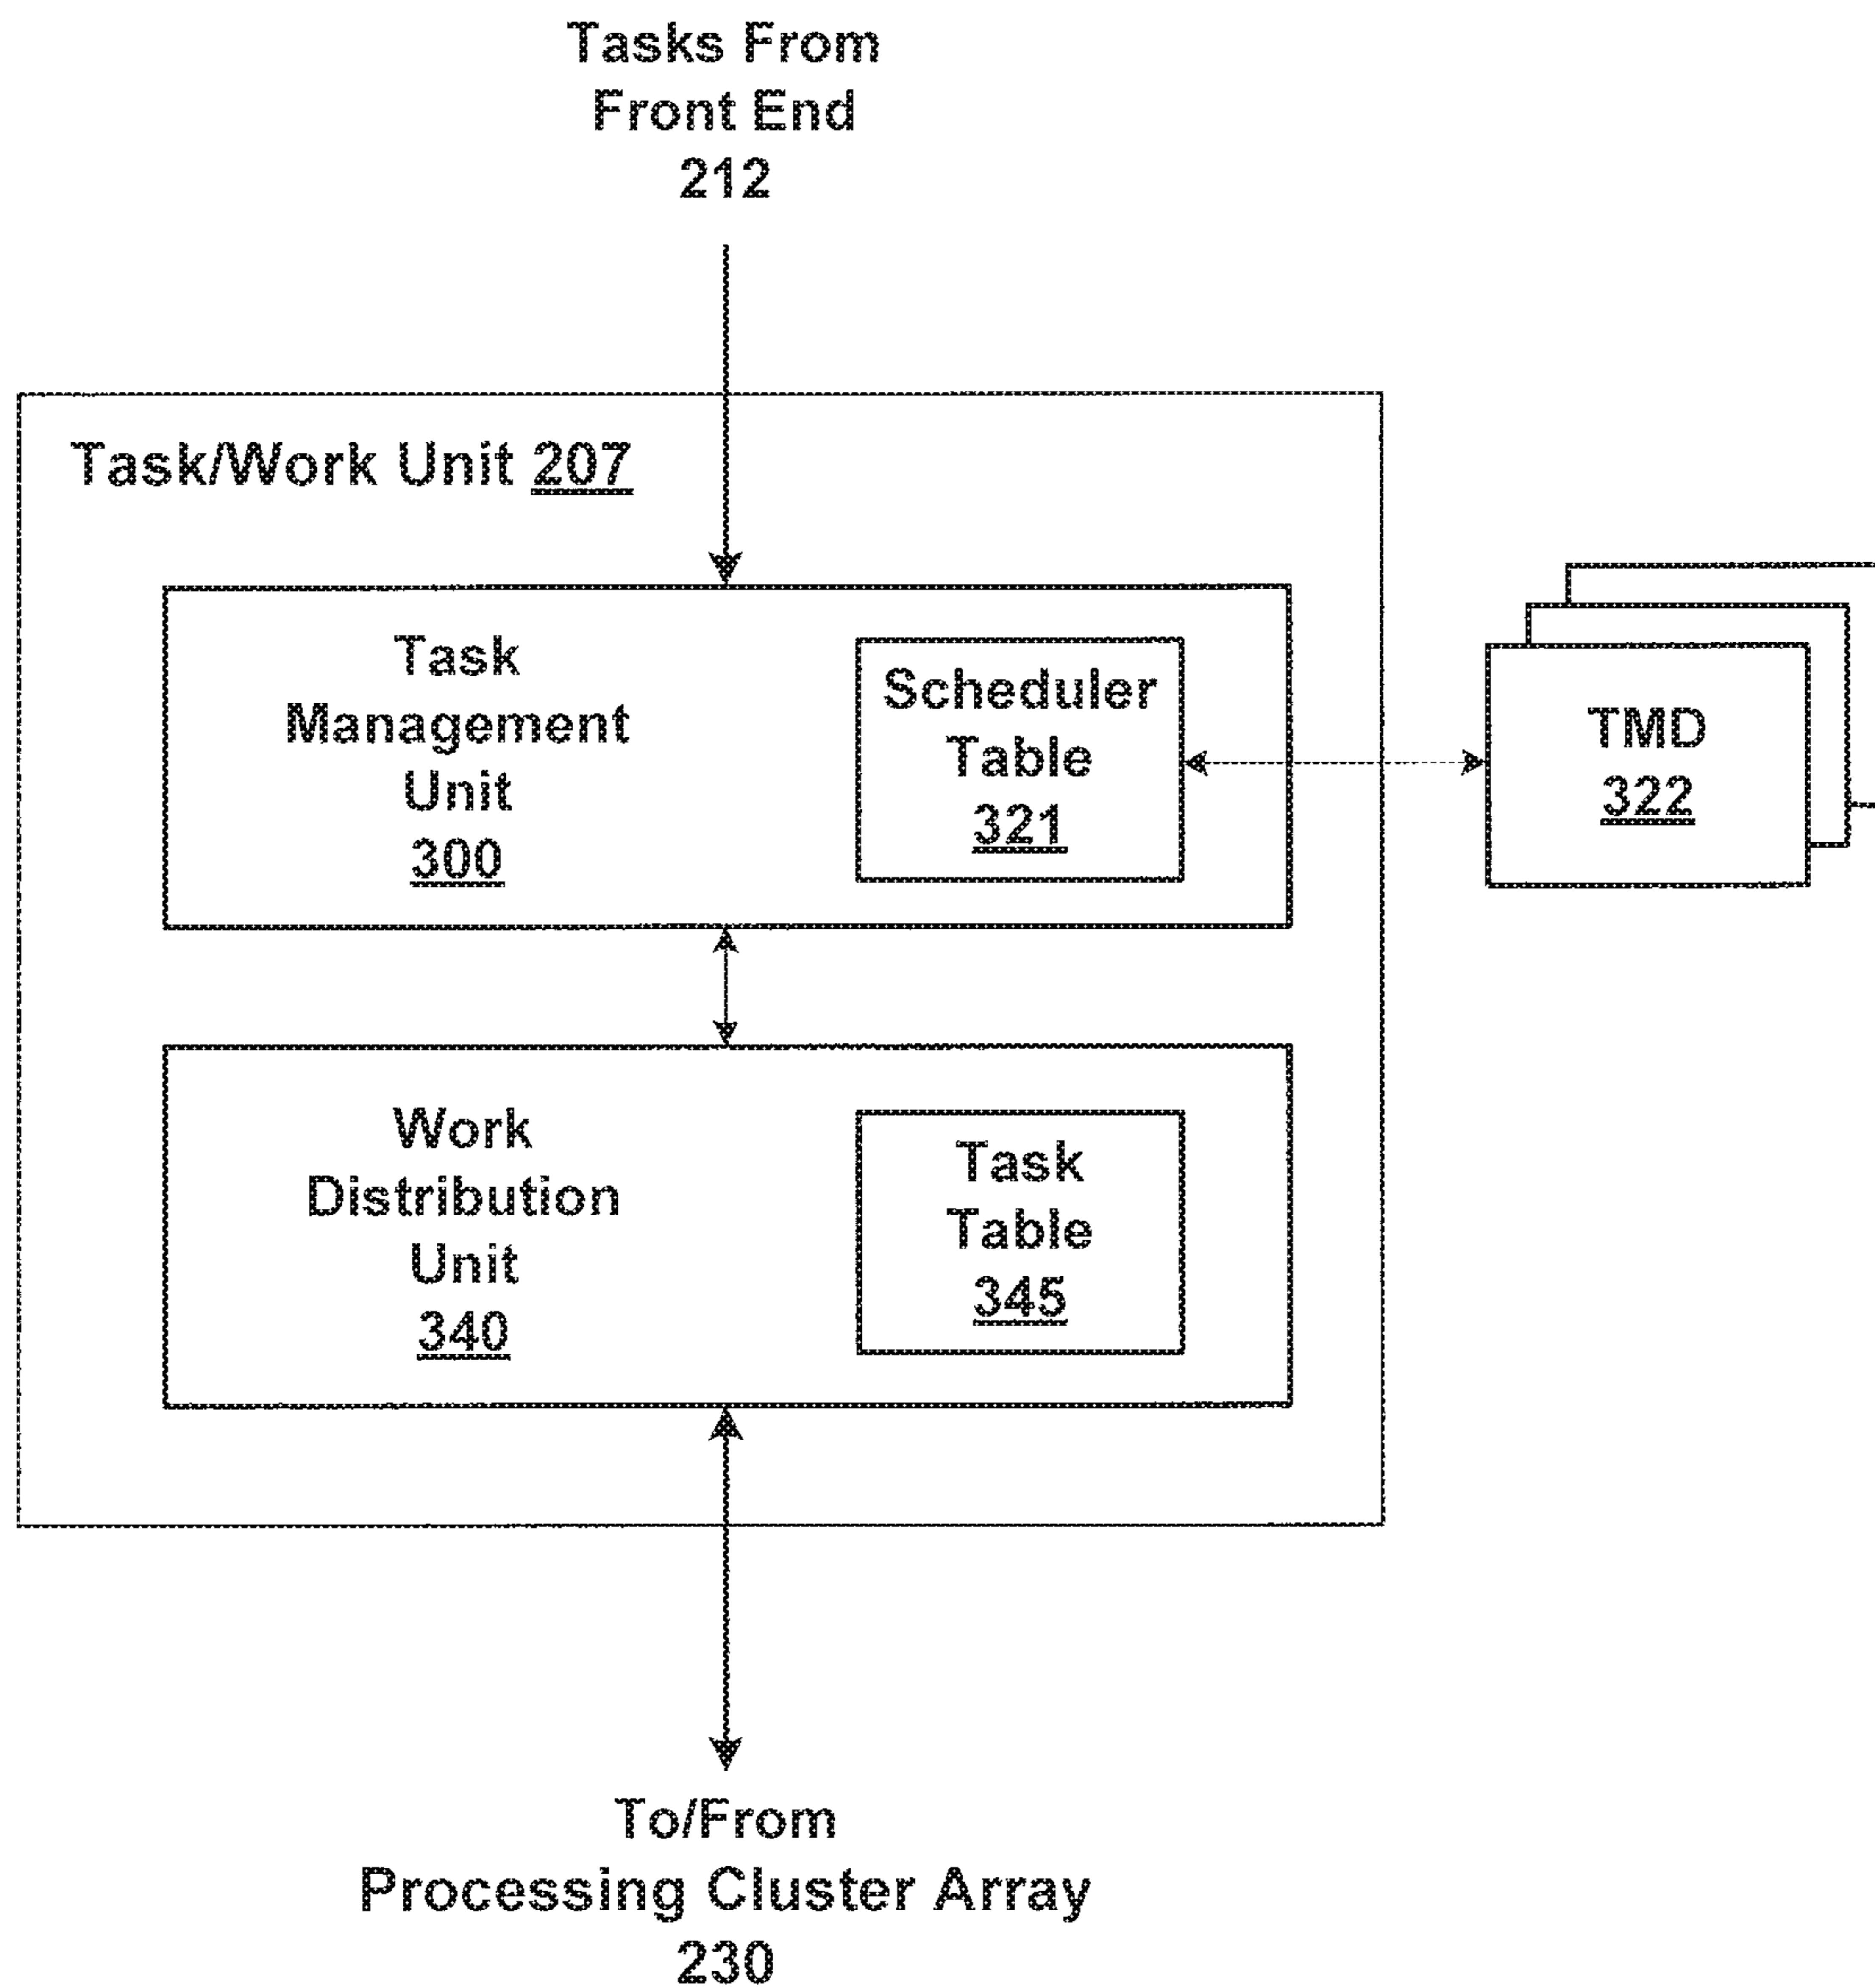 Tasks From
Front End
212
Task/Work Unit 207
Task
Management
Unit
300
Scheduler
Table
321
TMD
322
Work
Distribution
Unit
340
Task
Table
345
To/From
Processing Cluster Array
230